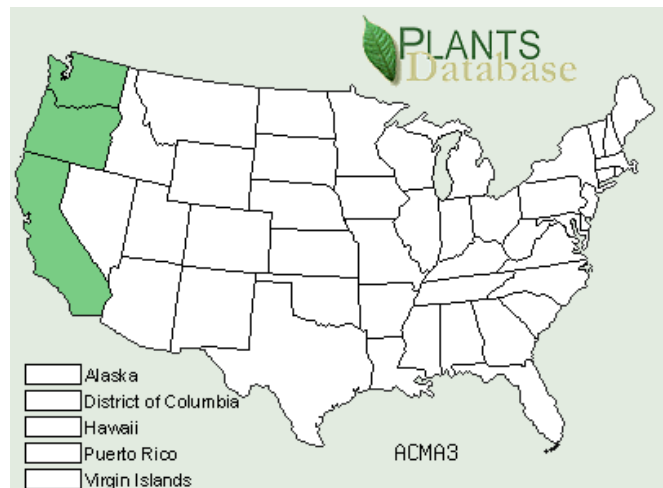 PLANTS
Database
Alaska
District of Columbia
Hawaii
Puerto Rico
Virgin Islands
ACMA3